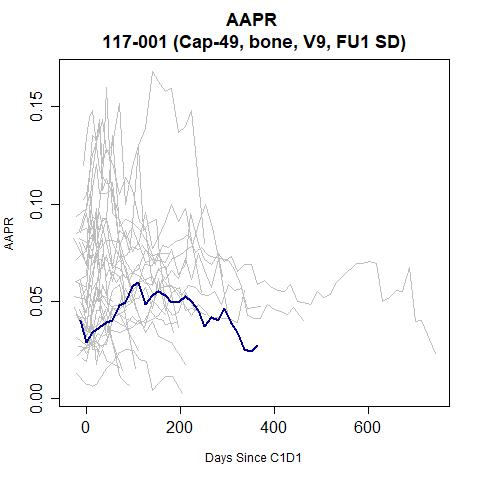 AAPR
117-001 (Cap-49, bone, V9, FU1 SD)
AAPR
0.15
0.10
0.05
0.00
0 200 400 600
Days Since C1D1